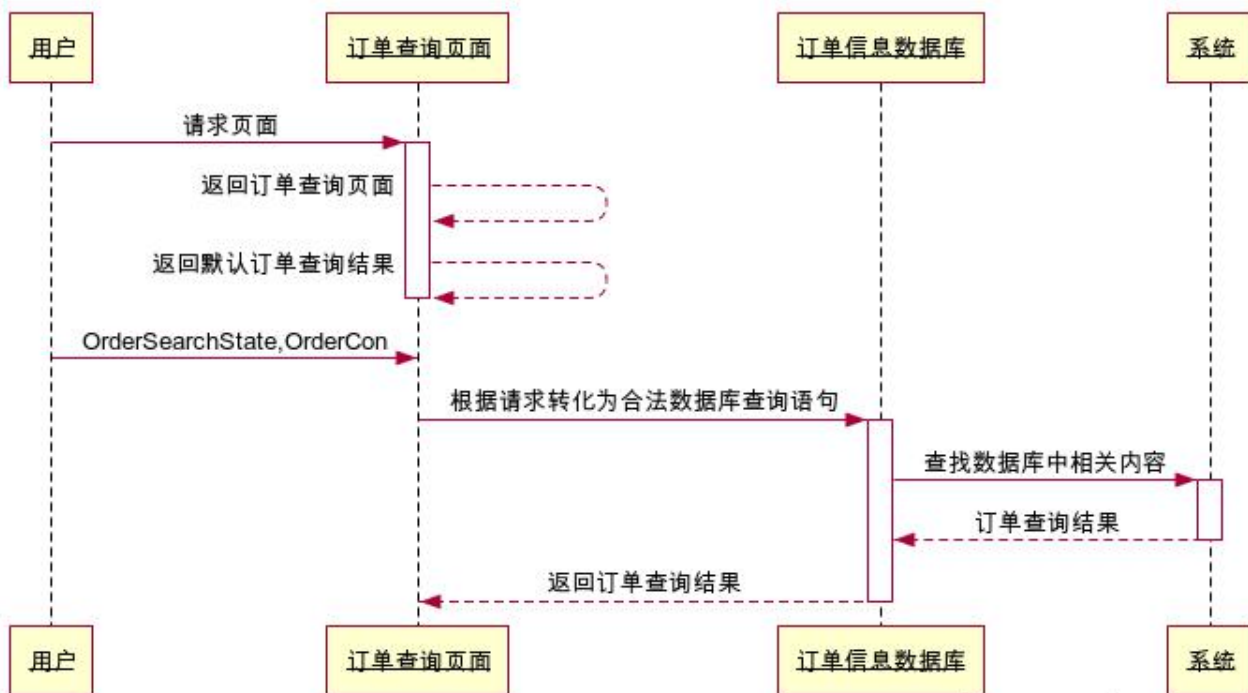 用户 订单查询页面 订单信息数据库 系统
请求页面
返回订单查询页面
返回默认订单查询结果
OrderSearchState,OrderCon
根据请求转化为合法数据库查询语句
查找数据库中相关内容
订单查询结果
返回订单查询结果
用户 订单查询页面 订单信息数据库 系统